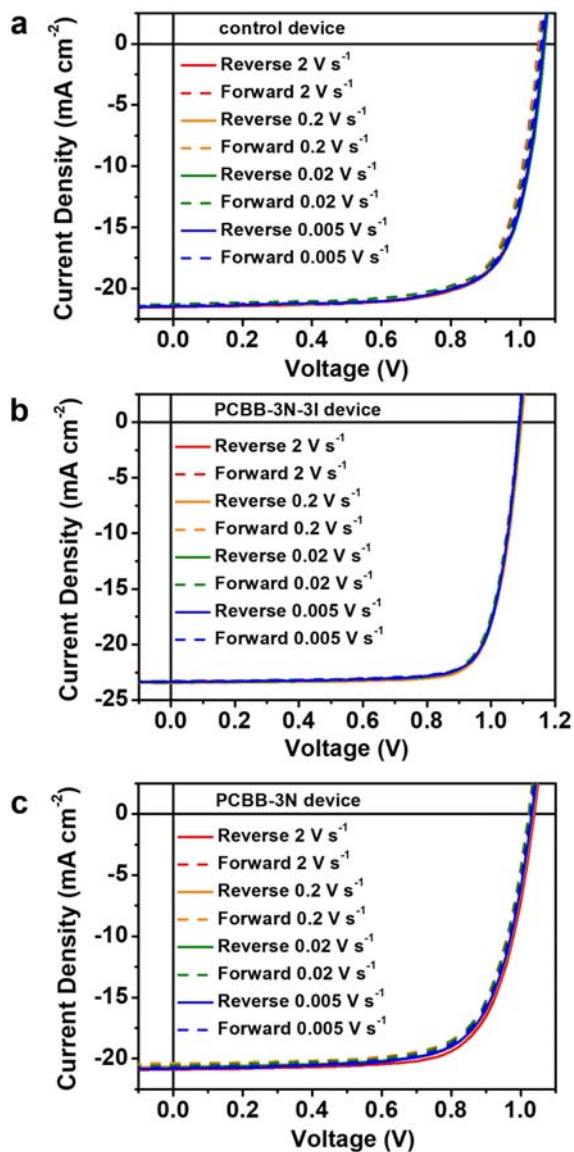 a
control device
Reverse 2 V s⁻¹
Forward 2 V s⁻¹
Reverse 0.2 V s⁻¹
Forward 0.2 V s⁻¹
Reverse 0.02 V s⁻¹
Forward 0.02 V s⁻¹
Reverse 0.005 V s⁻¹
Forward 0.005 V s⁻¹
0
-5
-10
-15
-20
Current Density (mA cm⁻²)
0.0 0.2 0.4 0.6 0.8 1.0
Voltage (V)
b
PCBB-3N-3I device
Reverse 2 V s⁻¹
Forward 2 V s⁻¹
Reverse 0.2 V s⁻¹
Forward 0.2 V s⁻¹
Reverse 0.02 V s⁻¹
Forward 0.02 V s⁻¹
Reverse 0.005 V s⁻¹
Forward 0.005 V s⁻¹
0
-5
-10
-15
-20
-25
Current Density (mA cm⁻²)
0.0 0.2 0.4 0.6 0.8 1.0 1.2
Voltage (V)
c
PCBB-3N device
Reverse 2 V s⁻¹
Forward 2 V s⁻¹
Reverse 0.2 V s⁻¹
Forward 0.2 V s⁻¹
Reverse 0.02 V s⁻¹
Forward 0.02 V s⁻¹
Reverse 0.005 V s⁻¹
Forward 0.005 V s⁻¹
0
-5
-10
-15
-20
Current Density (mA cm⁻²)
0.0 0.2 0.4 0.6 0.8 1.0
Voltage (V)